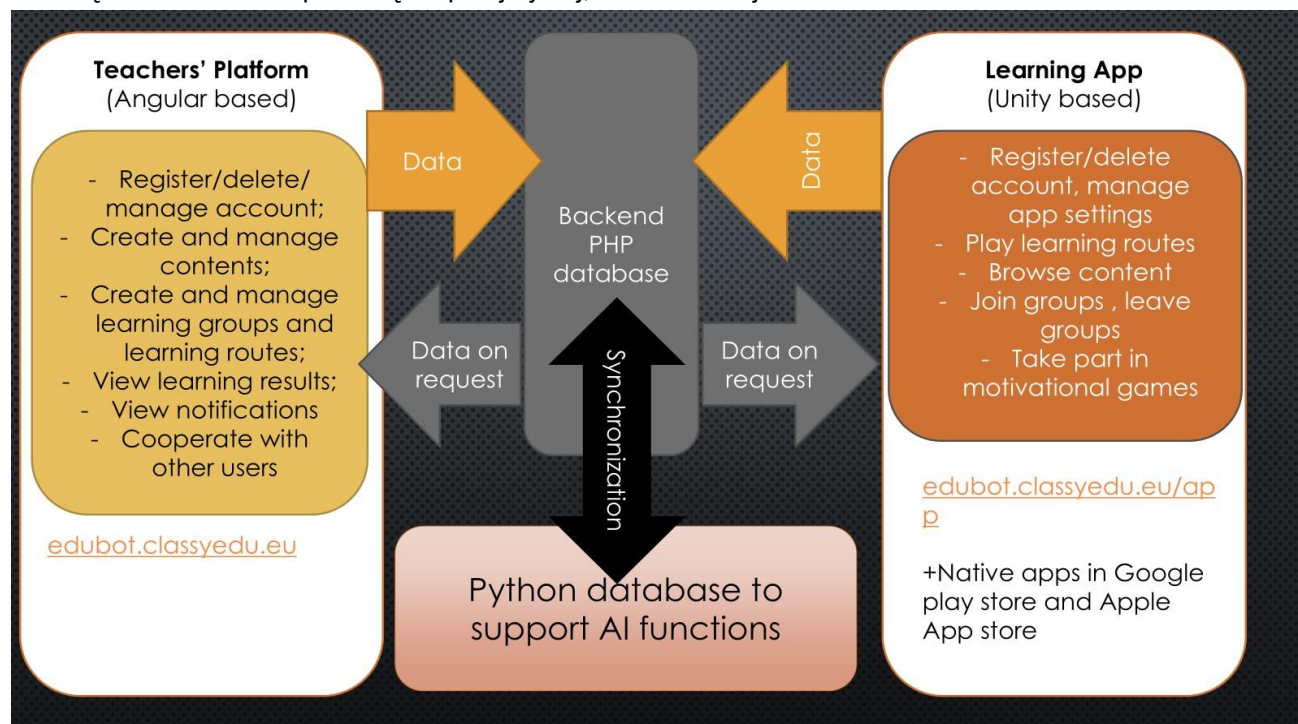 Teachers' Platform
(Angular based)
- Register/delete/
manage account;
- Create and manage
contents;
- Create and manage
learning groups and
learning routes;
- View learning results;
- View notifications
- Cooperate with
other users
edubot.classyedu.eu
Data
Data on
request
Backend
PHP
database
Synchronization
Python database to
support AI functions
Data
Data on
request
Learning App
(Unity based)
- Register/delete
account, manage
app settings
- Play learning routes
- Browse content
- Join groups , leave
groups
- Take part in
motivational games
edubot.classyedu.eu/ap
p
+Native apps in Google
play store and Apple
App store